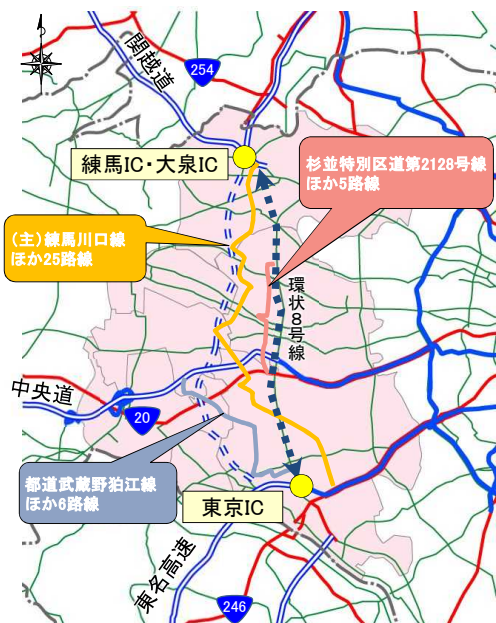 関越道
254
練馬IC・大泉IC
杉並特別区道第2128号線
ほか5路線
(主)練馬川口線
ほか25路線
環状8号線
中央道
20
都道武蔵野狛江線
ほか6路線
東京IC
東名高速
246